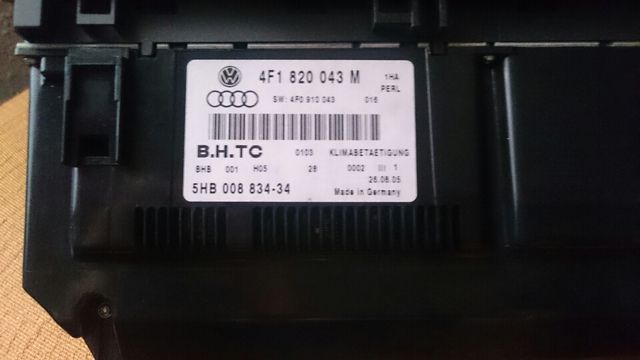 4F1 820 043 M 1HA
PERL
SW: 4F0 910 043 016
B.H.TC 0103 KLIMABETAETIGUNG
BHB 001 H05 28 0002 III 1
26.08.05
5HB 008 834-34 Made in Germany